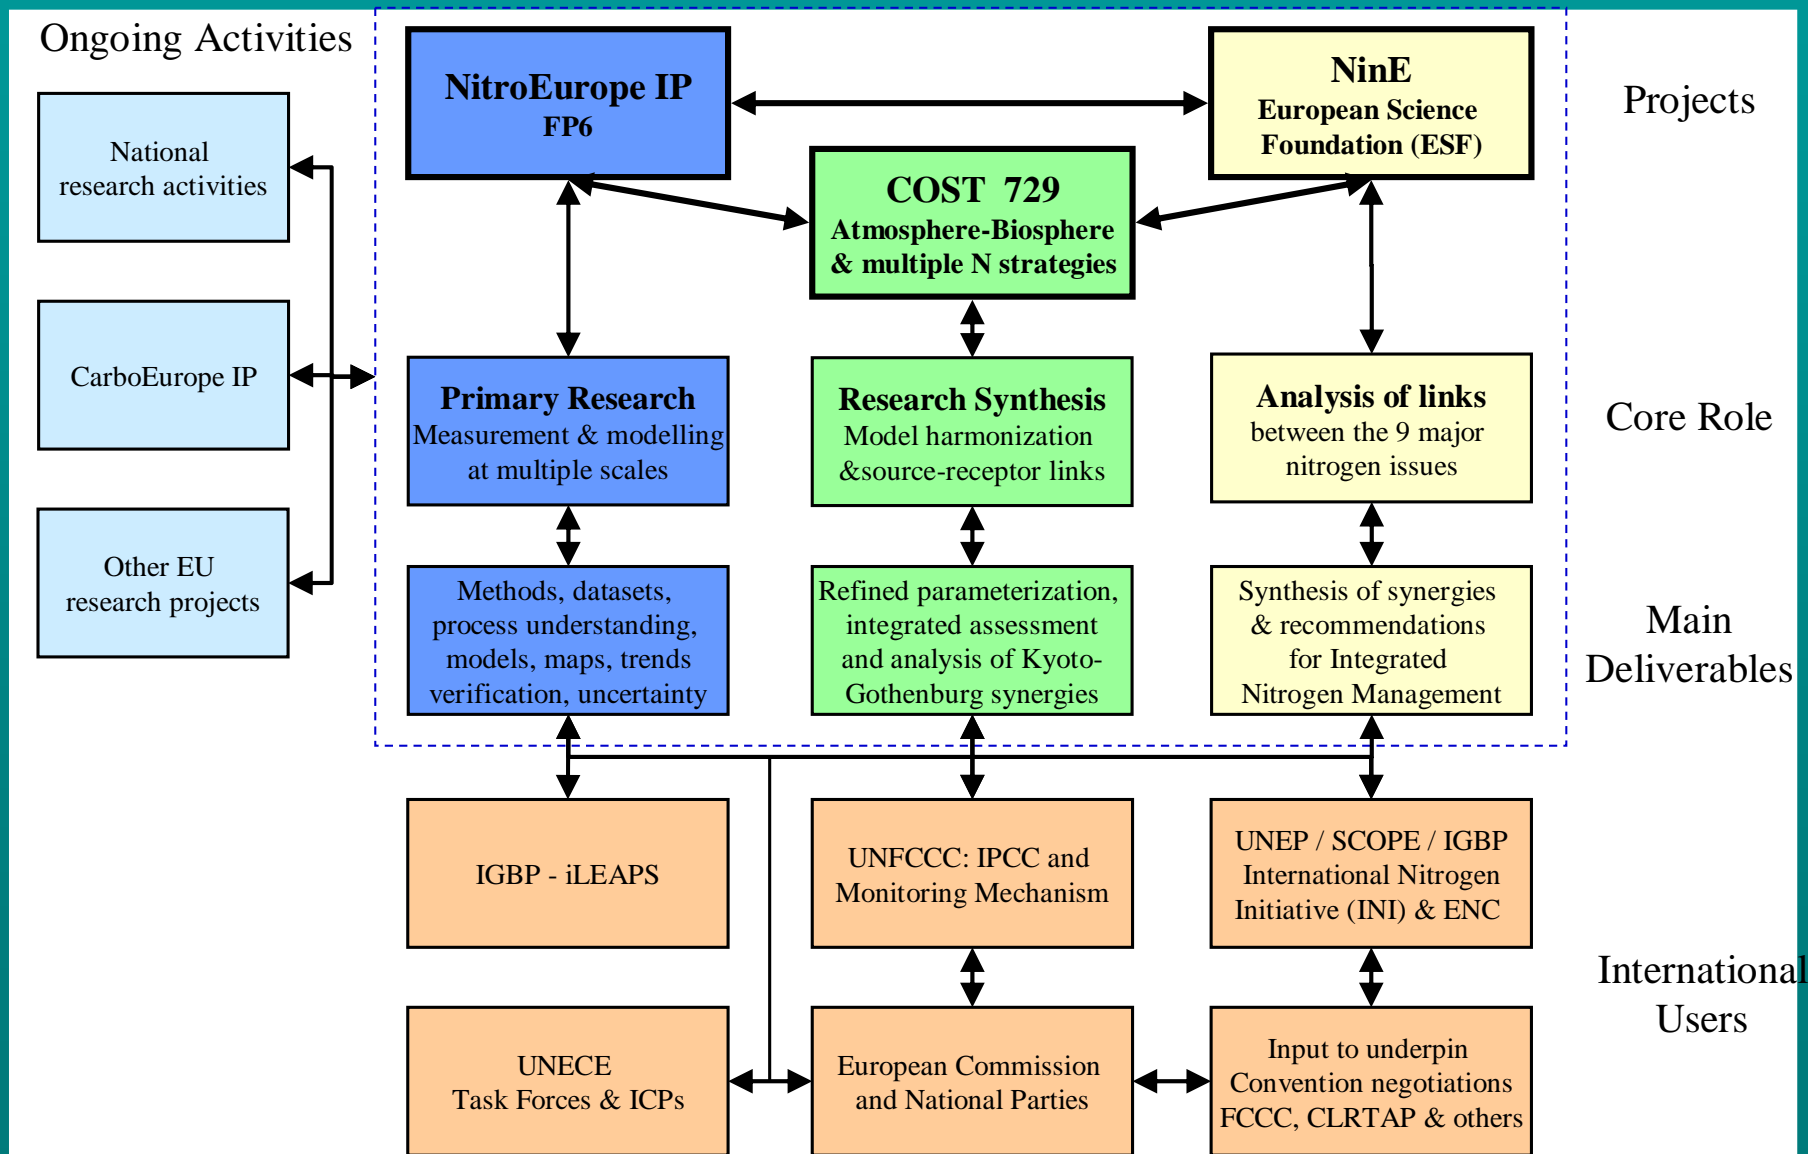 Ongoing Activities
National
research activities
CarboEurope IP
Other EU
research projects
NitroEurope IP
FP6
NinE
European Science
Foundation (ESF)
COST 729
Atmosphere-Biosphere
& multiple N strategies
Projects
Primary Research
Measurement & modelling
at multiple scales
Research Synthesis
Model harmonization
&source-receptor links
Analysis of links
between the 9 major
nitrogen issues
Core Role
Methods, datasets,
process understanding,
models, maps, trends
verification, uncertainty
Refined parameterization,
integrated assessment
and analysis of Kyoto-
Gothenburg synergies
Synthesis of synergies
& recommendations
for Integrated
Nitrogen Management
Main
Deliverables
IGBP - iLEAPS
UNFCCC: IPCC and
Monitoring Mechanism
UNEP / SCOPE / IGBP
International Nitrogen
Initiative (INI) & ENC
International
Users
UNECE
Task Forces & ICPs
European Commission
and National Parties
Input to underpin
Convention negotiations
FCCC, CLRTAP & others